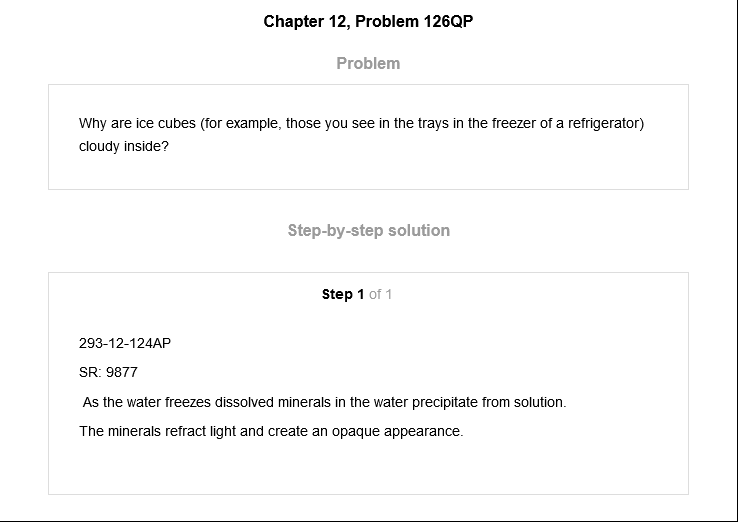 Chapter 12, Problem 126QP
Problem
Why are ice cubes (for example, those you see in the trays in the freezer of a refrigerator)
cloudy inside?
Step-by-step solution
Step 1 of 1
293-12-124AP
SR: 9877
As the water freezes dissolved minerals in the water precipitate from solution.
The minerals refract light and create an opaque appearance.